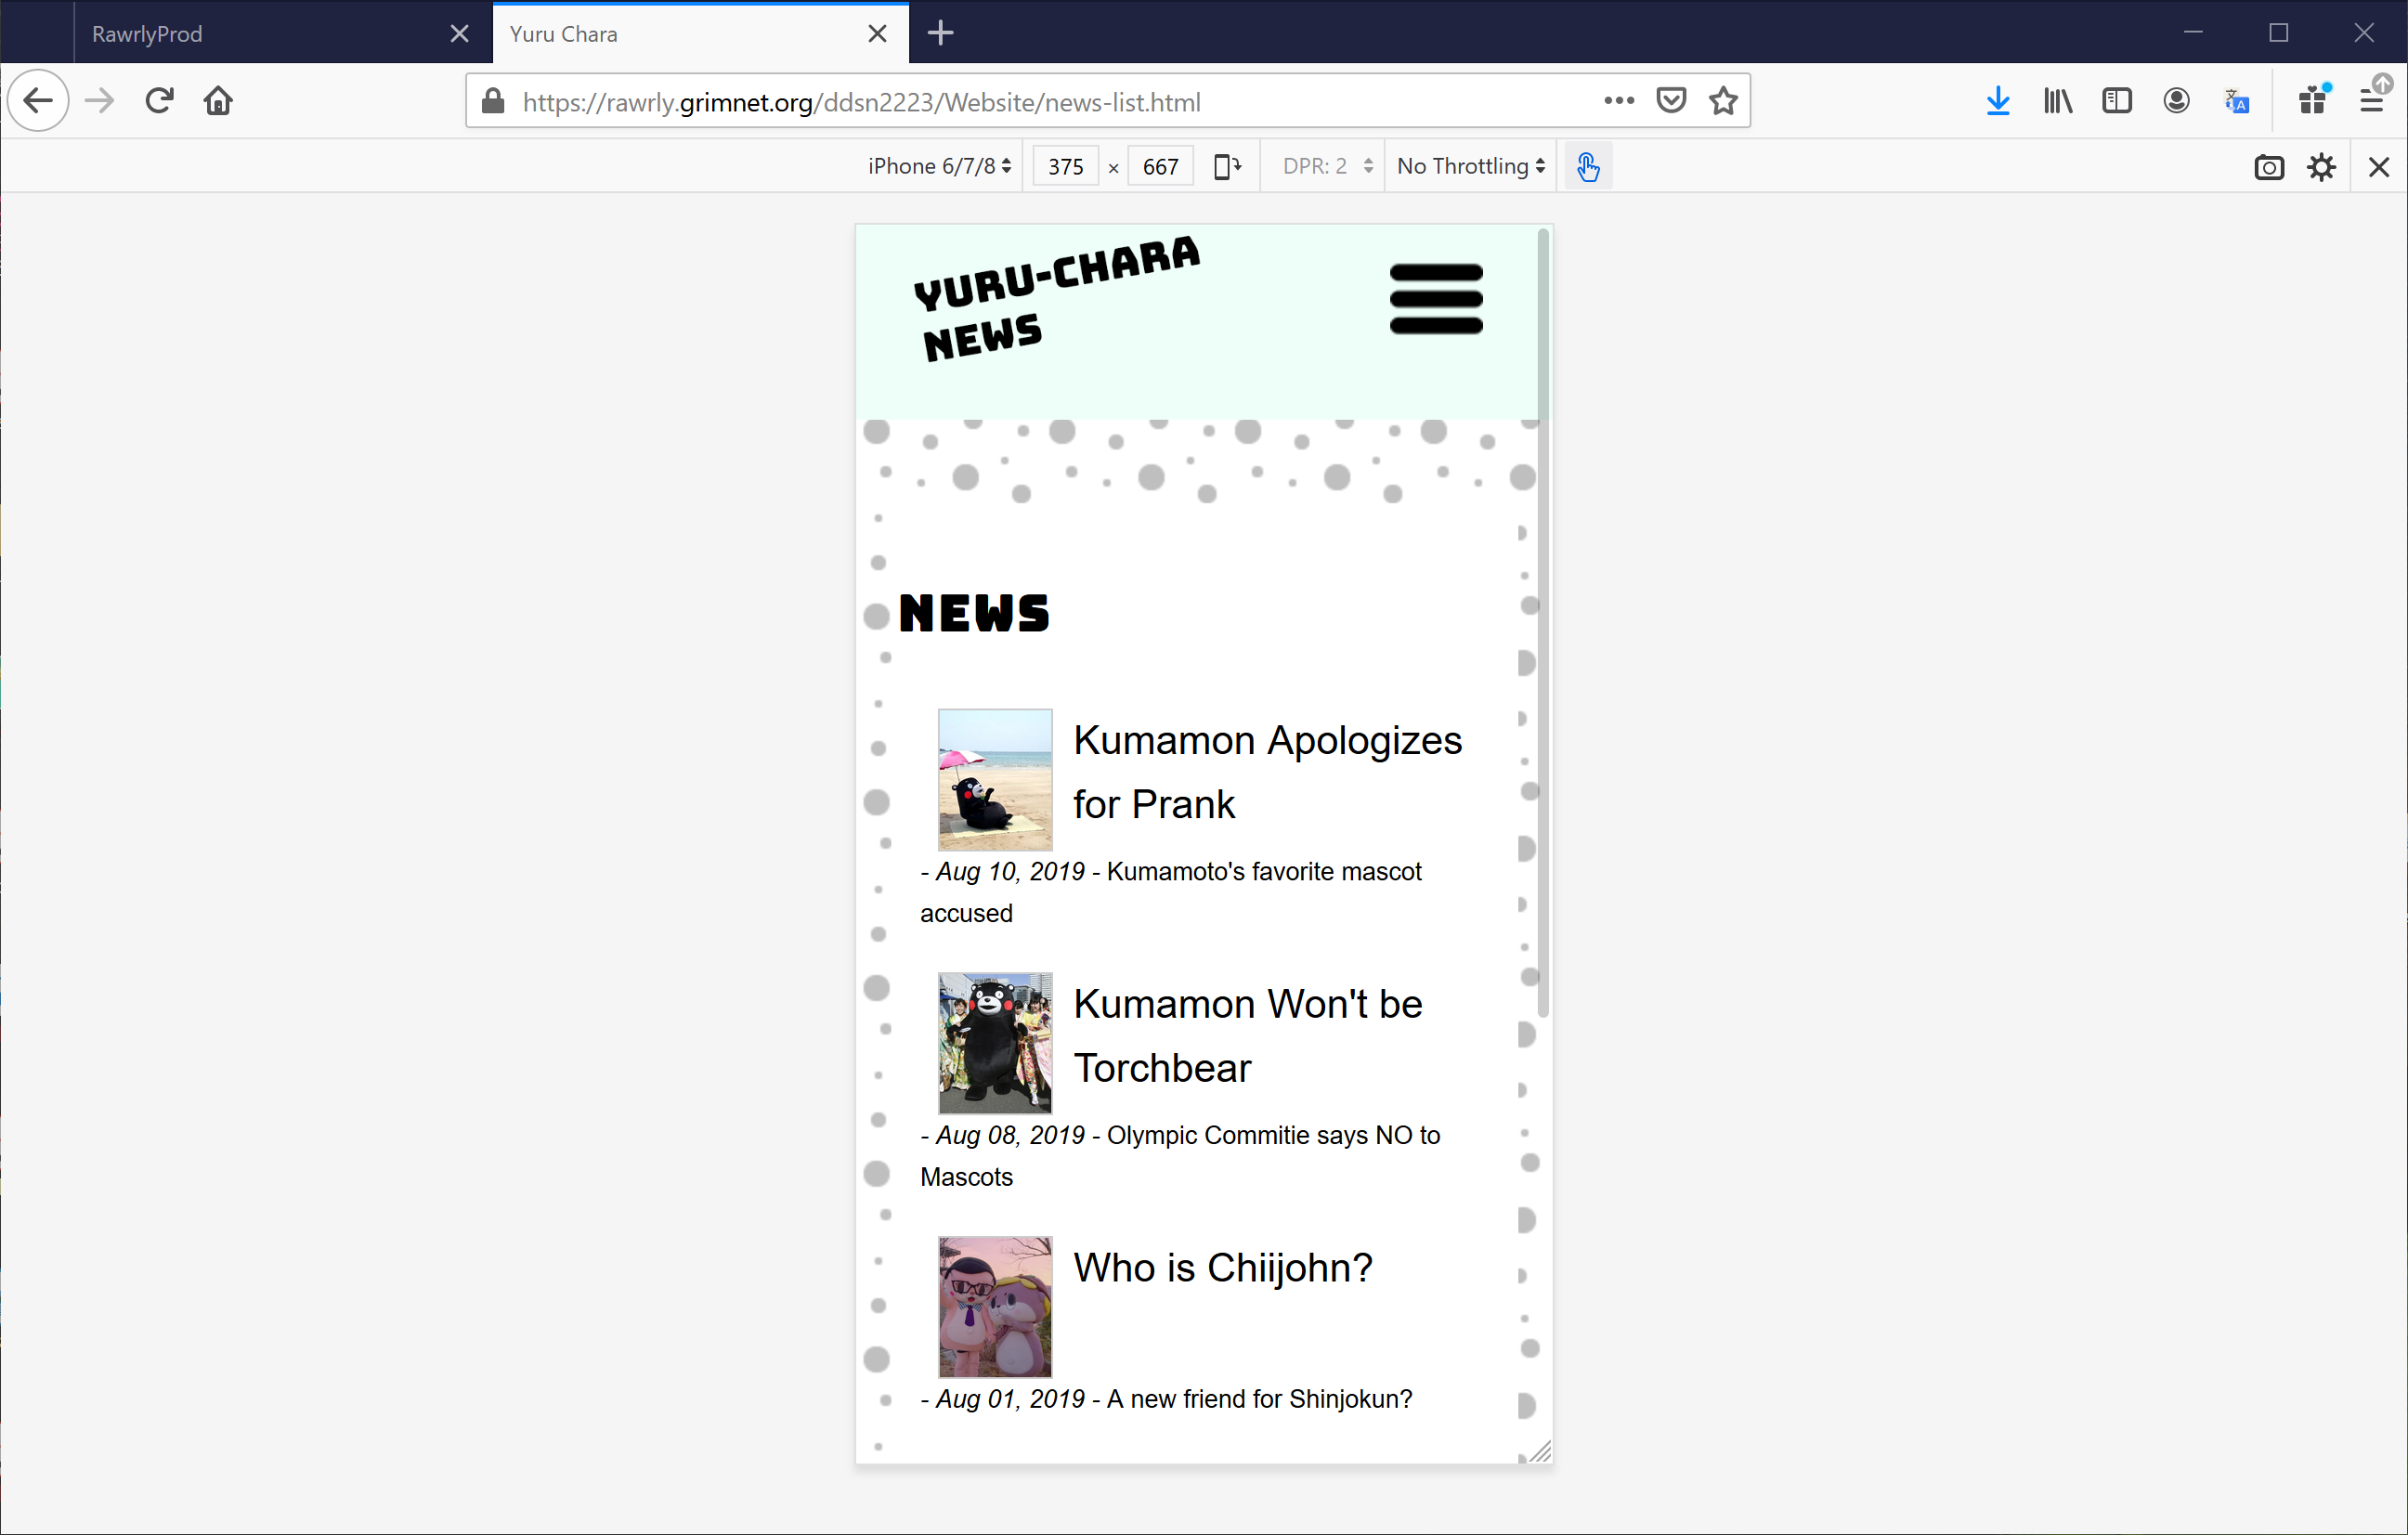 RawrlyProd
Yuru Chara
https://rawrly.grimnet.org/ddsn2223/Website/news-list.html
iPhone 6/7/8 375 × 667 DPR: 2 No Throttling
YURU-CHARA
NEWS
NEWS
Kumamon Apologizes
for Prank
- Aug 10, 2019 - Kumamoto's favorite mascot
accused
Kumamon Won't be
Torchbear
- Aug 08, 2019 - Olympic Commitie says NO to
Mascots
Who is Chiijohn?
- Aug 01, 2019 - A new friend for Shinjokun?